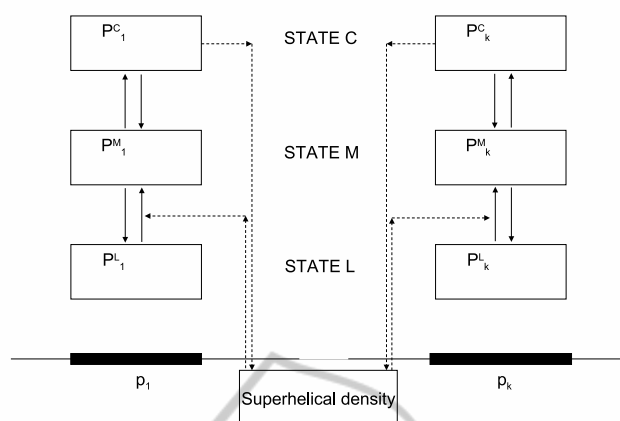 P^C_1 STATE C P^C_k
P^M_1 STATE M P^M_k
P^L_1 STATE L P^L_k
p_1 p_k
Superhelical density